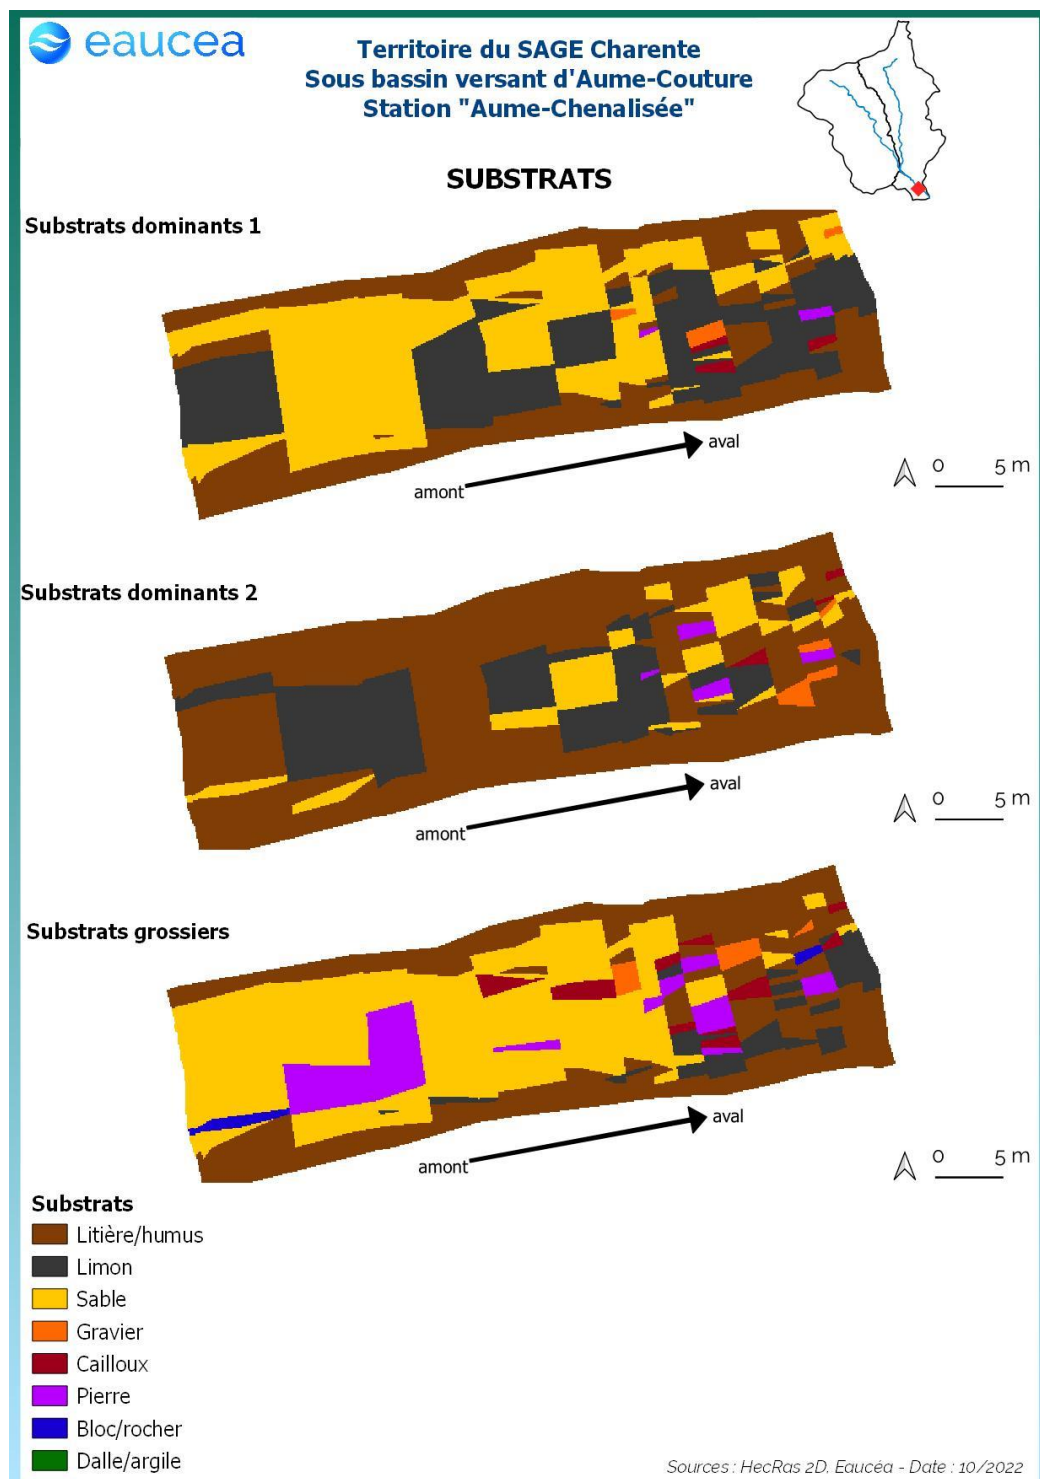 eaucea
Territoire du SAGE Charente
Sous bassin versant d'Aume-Couture
Station "Aume-Chenalisée"
SUBSTRATS
Substrats dominants 1
amont
aval
0 5 m
Substrats dominants 2
amont
aval
0 5 m
Substrats grossiers
amont
aval
0 5 m
Substrats
Litière/humus
Limon
Sable
Gravier
Cailloux
Pierre
Bloc/rocher
Dalle/argile
Sources : HecRas 2D, Eaucéa - Date : 10/2022